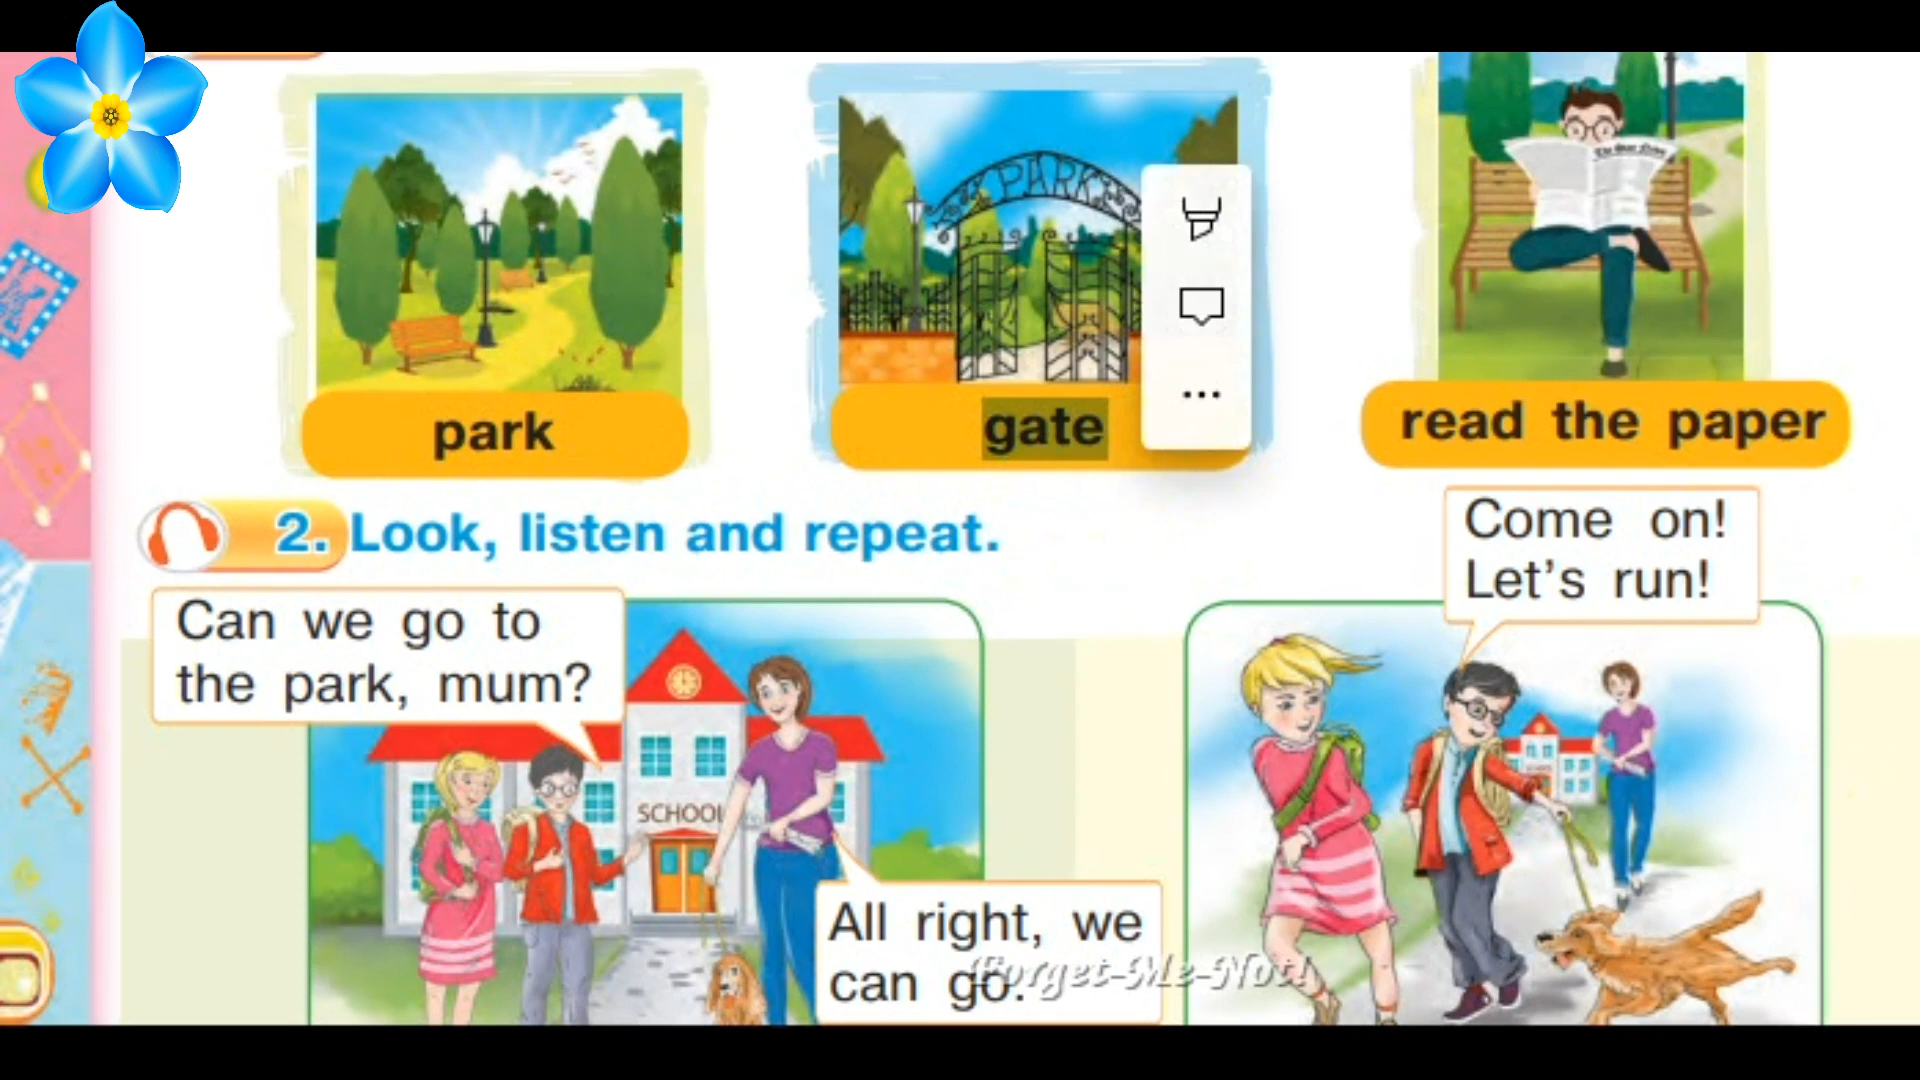 PARK
park
gate
read the paper
2. Look, listen and repeat.
Come on!
Let's run!
Can we go to
the park, mum?
SCHOOL
All right, we
can go.
Forget-Me-Not!